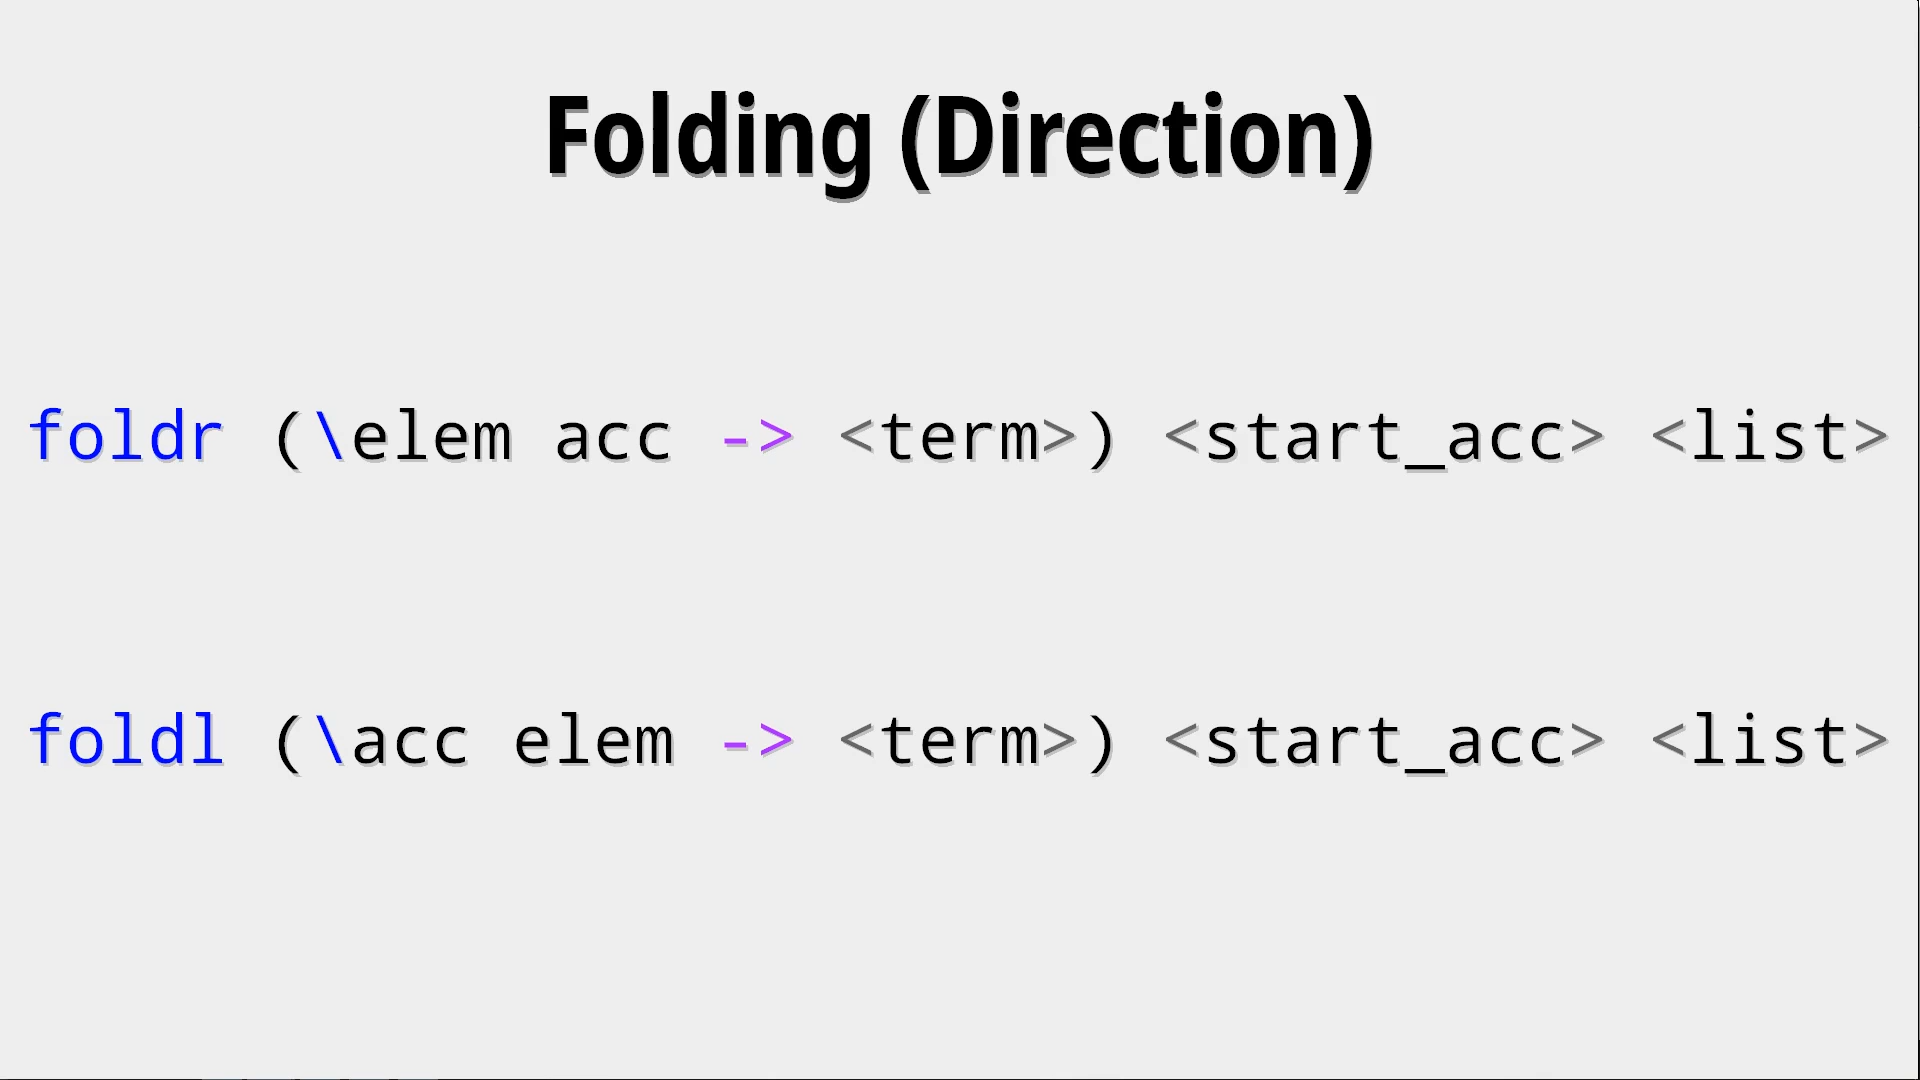 Folding (Direction)
foldr (\elem acc -> <term>) <start_acc> <list>
foldl (\acc elem -> <term>) <start_acc> <list>